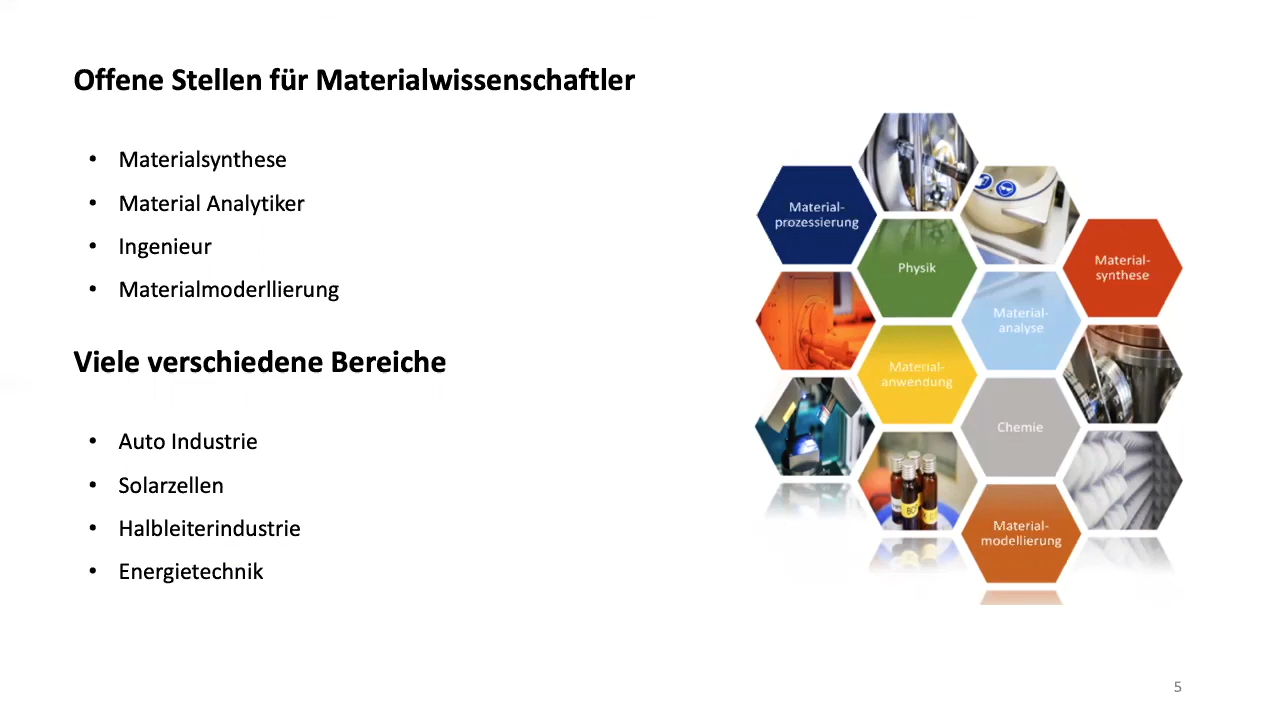 Offene Stellen für Materialwissenschaftler
• Materialsynthese
• Material Analytiker
• Ingenieur
• Materialmoderllierung
Viele verschiedene Bereiche
• Auto Industrie
• Solarzellen
• Halbleiterindustrie
• Energietechnik
Material-
prozessierung
Physik
Material-
synthese
Material-
analyse
Material-
anwendung
Chemie
Material-
modellierung
5